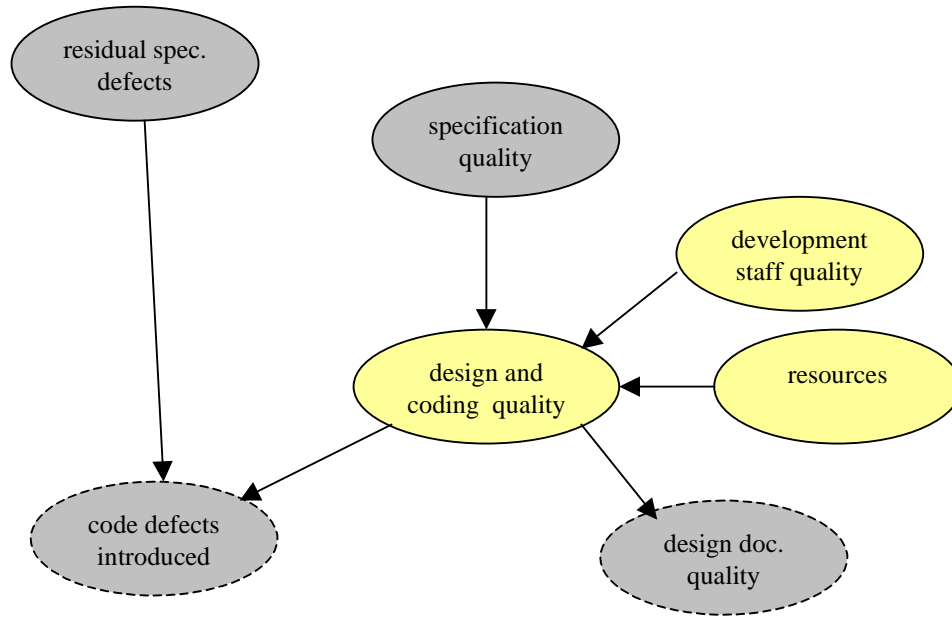 residual spec.
defects
specification
quality
development
staff quality
design and
coding quality
resources
code defects
introduced
design doc.
quality